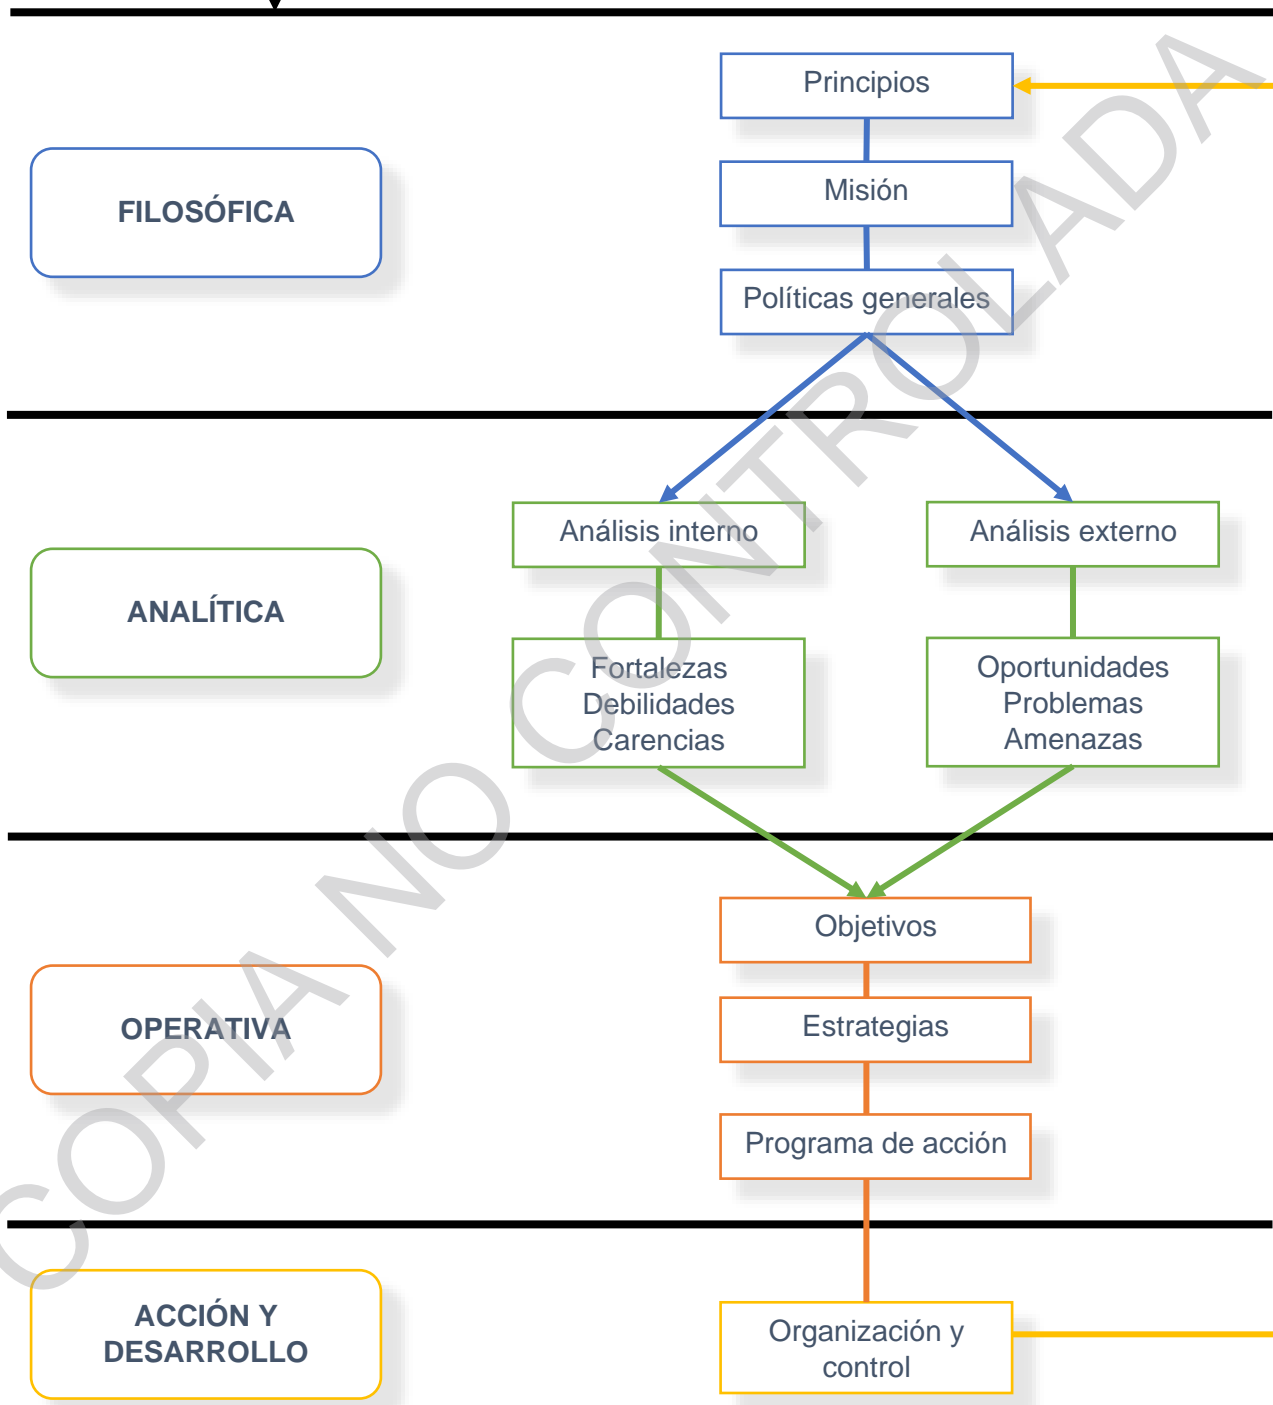 Principios
FILOSÓFICA
Misión
Políticas generales
Análisis interno
Análisis externo
ANALÍTICA
Fortalezas
Debilidades
Carencias
Oportunidades
Problemas
Amenazas
Objetivos
OPERATIVA
Estrategias
Programa de acción
ACCIÓN Y
DESARROLLO
Organización y
control
COPIA NO CONTROLADA